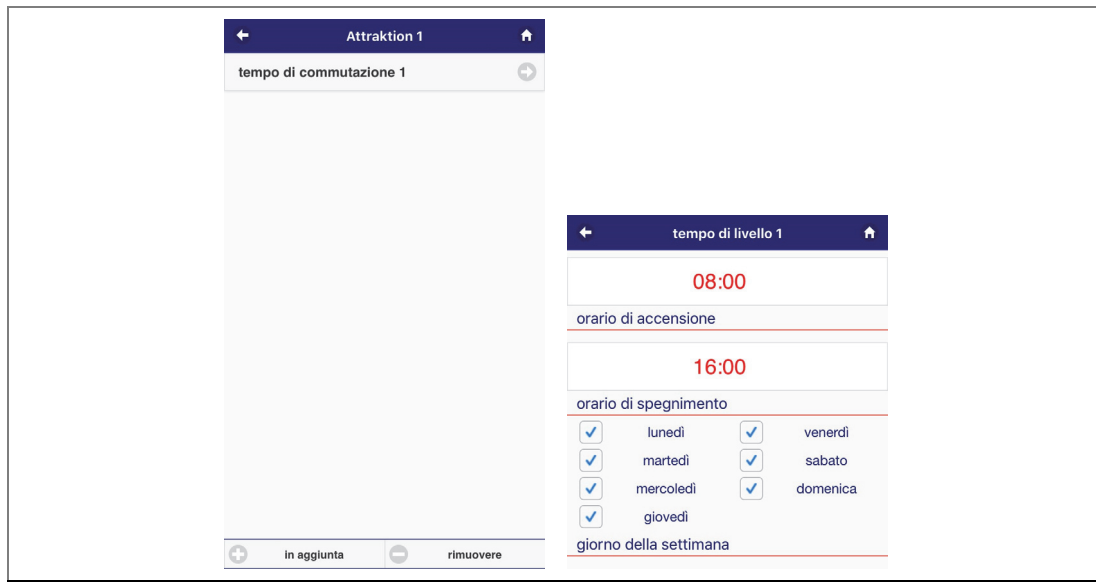 Attraktion 1
tempo di commutazione 1
in aggiunta rimuovere
tempo di livello 1
08:00
orario di accensione
16:00
orario di spegnimento
lunedì venerdì
martedì sabato
mercoledì domenica
giovedì
giorno della settimana